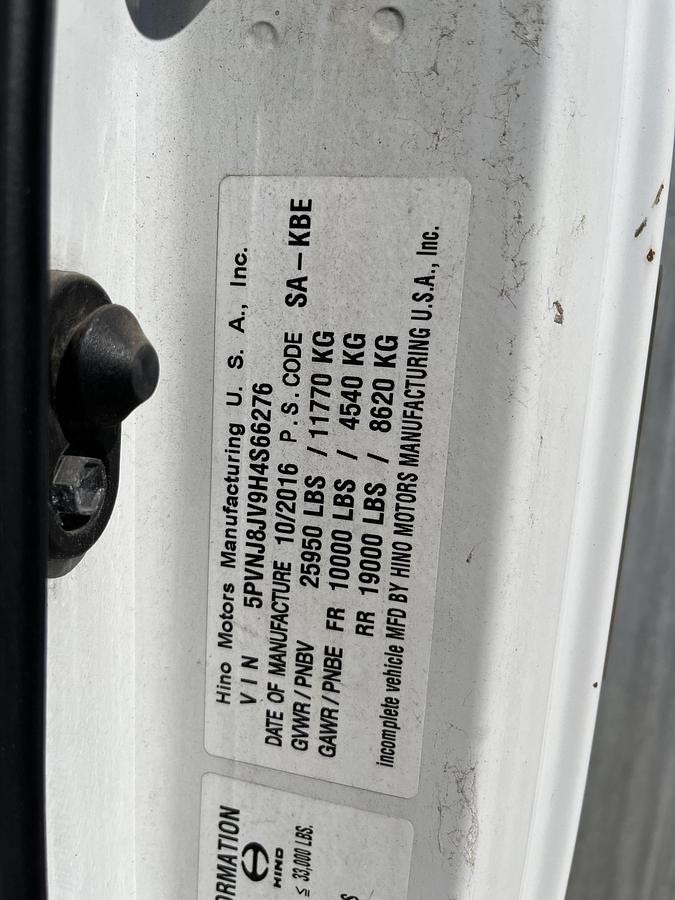 Hino Motors Manufacturing U. S. A., Inc.
VIN / 5PVNJ8JV9H4S66276
DATE OF MANUFACTURE 10/2016 P.S.CODE SA-KBE
GVWR/PNBV 25950 LBS / 11770 KG
GAWR/PNBE FR 10000 LBS / 4540 KG
RR 19000 LBS / 8620 KG
incomplete vehicle MFD BY HINO MOTORS MANUFACTURING U.S.A., Inc.
ORMATION
HINO
≤ 33,000 LBS.